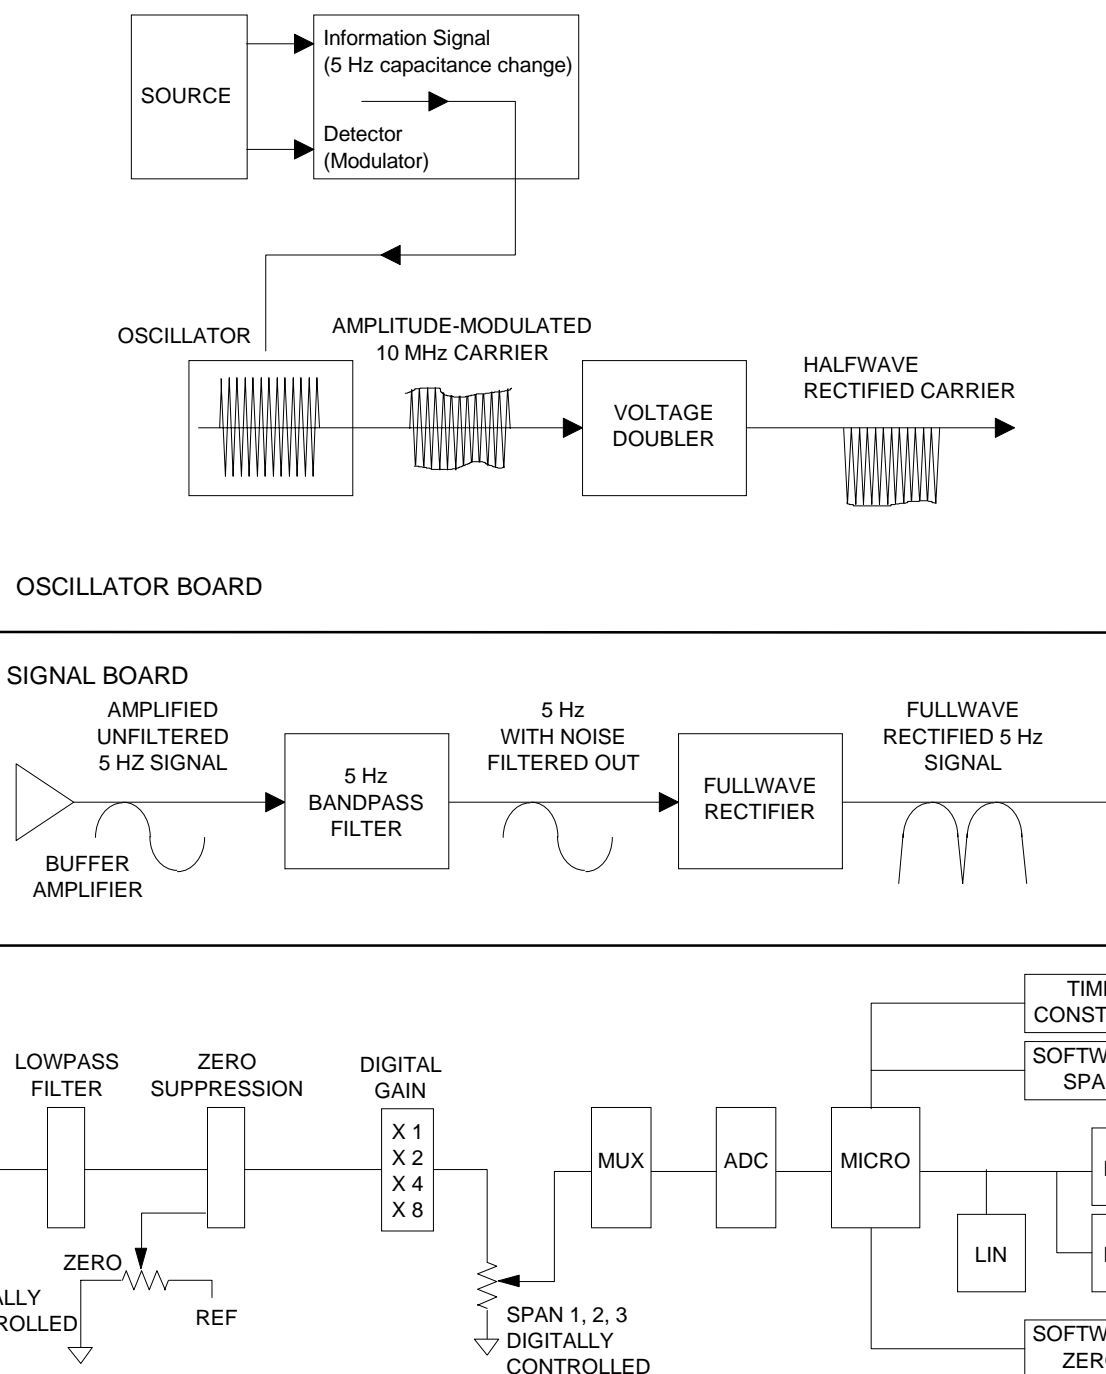 SOURCE
Information Signal
(5 Hz capacitance change)
Detector
(Modulator)
OSCILLATOR
AMPLITUDE-MODULATED
10 MHz CARRIER
VOLTAGE
DOUBLER
HALFWAVE
RECTIFIED CARRIER
OSCILLATOR BOARD
SIGNAL BOARD
AMPLIFIED
UNFILTERED
5 HZ SIGNAL
BUFFER
AMPLIFIER
5 Hz
BANDPASS
FILTER
5 Hz
WITH NOISE
FILTERED OUT
FULLWAVE
RECTIFIER
FULLWAVE
RECTIFIED 5 Hz
SIGNAL
LOWPASS
FILTER
ZERO
SUPPRESSION
DIGITAL
GAIN
X 1
X 2
X 4
X 8
MUX
ADC
MICRO
LIN
ZERO
REF
SPAN 1, 2, 3
DIGITALLY
CONTROLLED